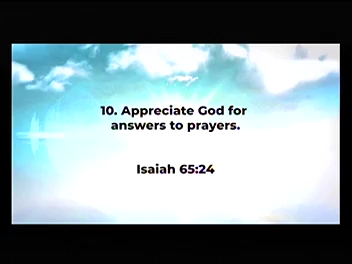 10. Appreciate God for
answers to prayers.
Isaiah 65:24